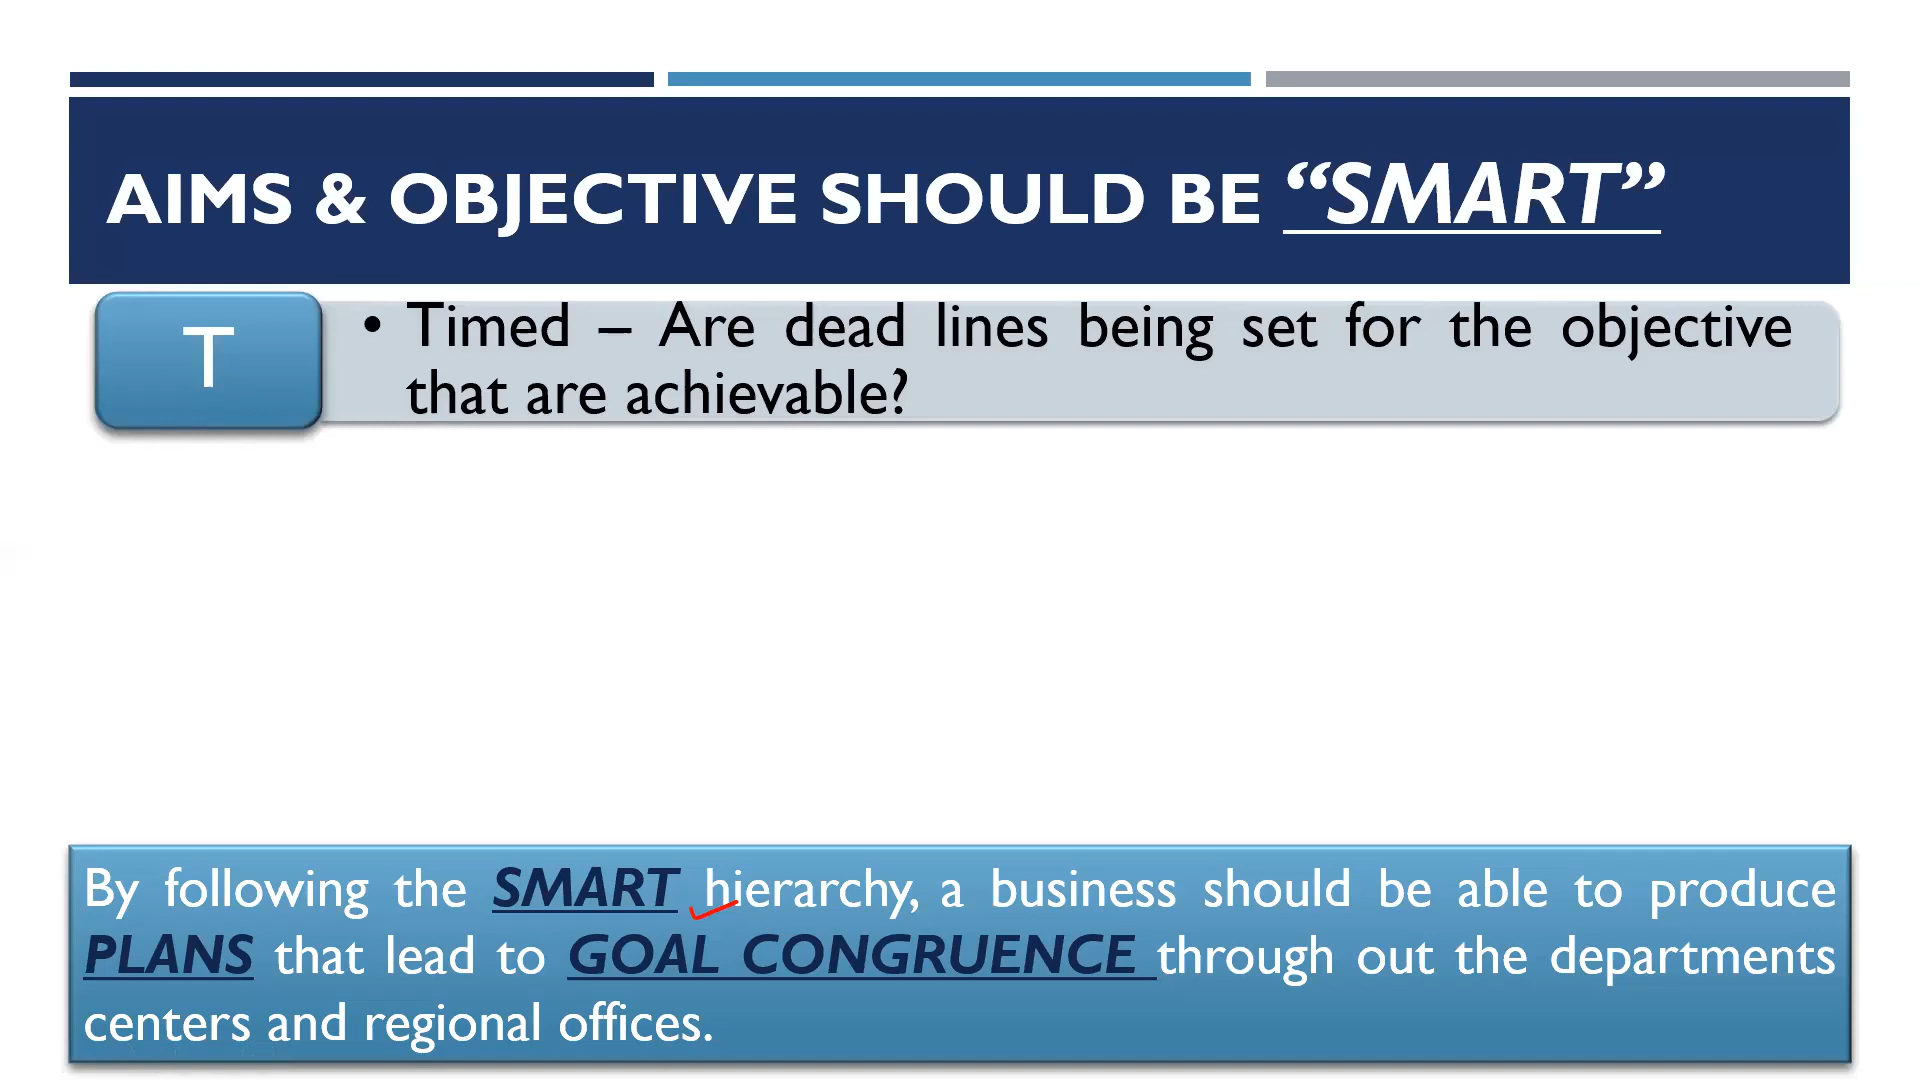 AIMS & OBJECTIVE SHOULD BE “SMART”
T
• Timed – Are dead lines being set for the objective
that are achievable?
By following the SMART hierarchy, a business should be able to produce
PLANS that lead to GOAL CONGRUENCE through out the departments
centers and regional offices.